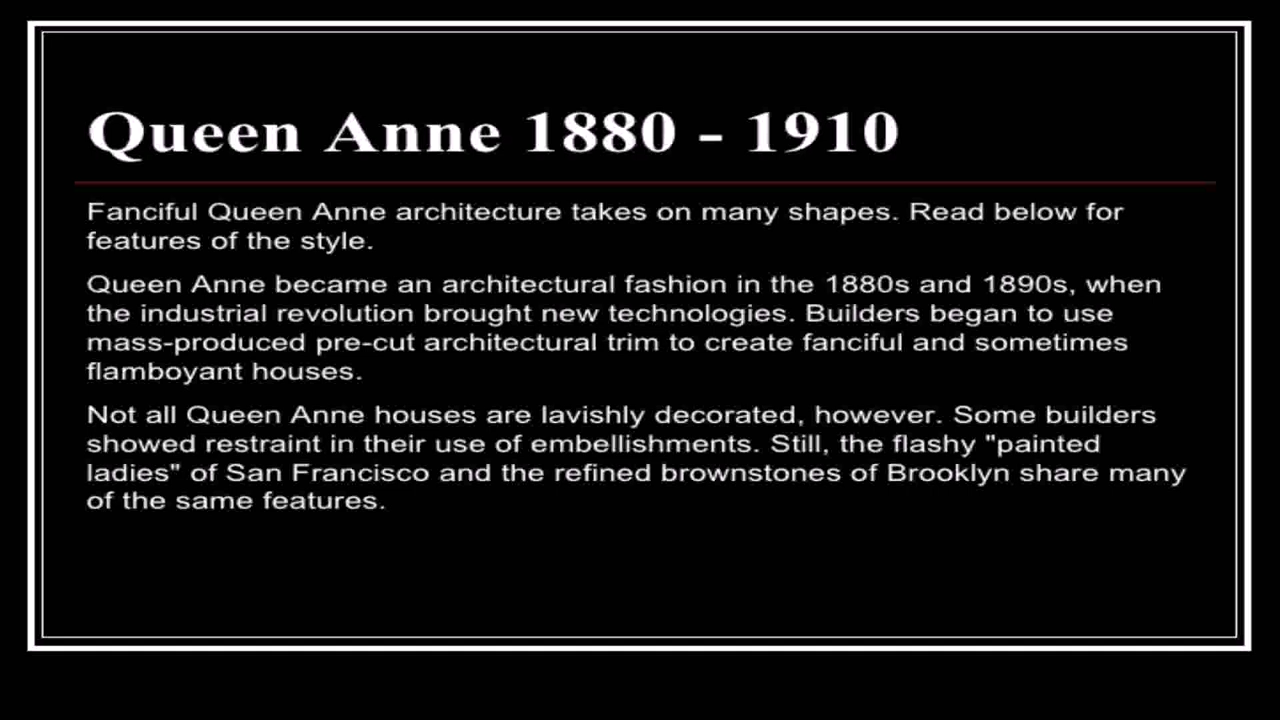 Queen Anne 1880 - 1910
Fanciful Queen Anne architecture takes on many shapes. Read below for
features of the style.
Queen Anne became an architectural fashion in the 1880s and 1890s, when
the industrial revolution brought new technologies. Builders began to use
mass-produced pre-cut architectural trim to create fanciful and sometimes
flamboyant houses.
Not all Queen Anne houses are lavishly decorated, however. Some builders
showed restraint in their use of embellishments. Still, the flashy "painted
ladies" of San Francisco and the refined brownstones of Brooklyn share many
of the same features.